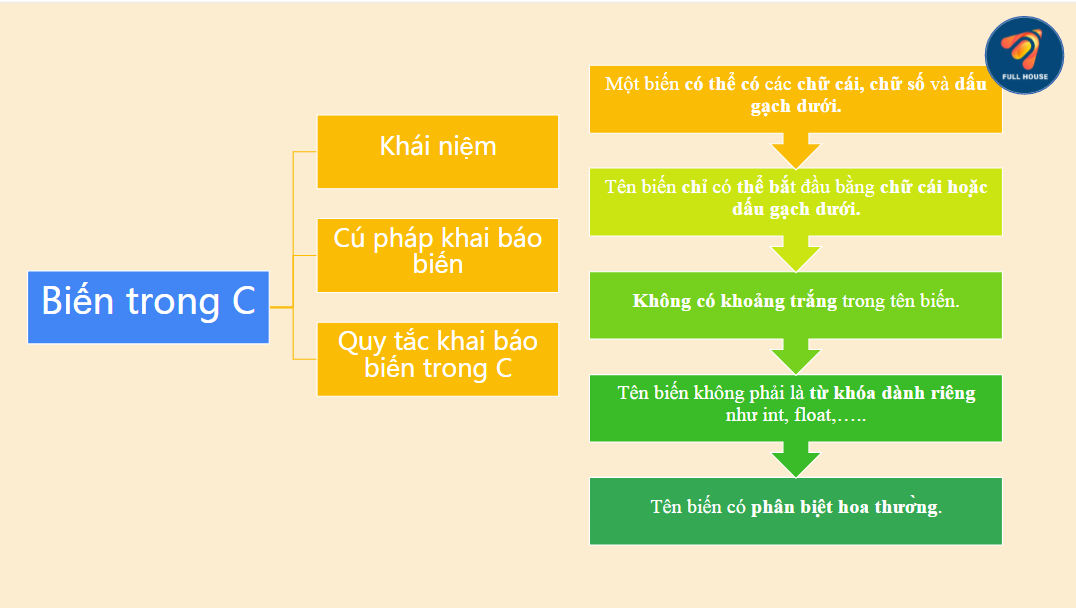 FULL HOUSE
Biến trong C
Khái niệm
Cú pháp khai báo
biến
Quy tắc khai báo
biến trong C
Một biến có thể có các chữ cái, chữ số và dấu
gạch dưới.
Tên biến chỉ có thể bắt đầu bằng chữ cái hoặc
dấu gạch dưới.
Không có khoảng trắng trong tên biến.
Tên biến không phải là từ khóa dành riêng
như int, float,.....
Tên biến có phân biệt hoa thường.